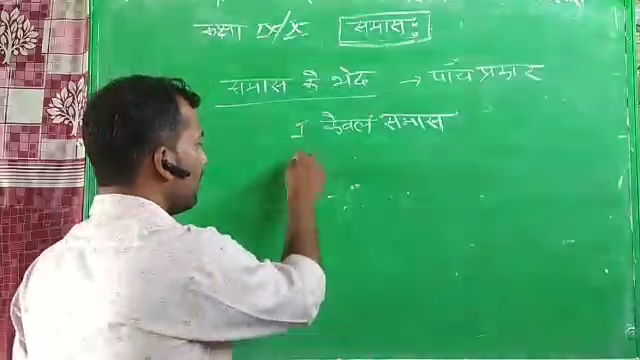 कक्षा IX/X समासः
समास के भेद → पाँच प्रकार
1 केवल समास